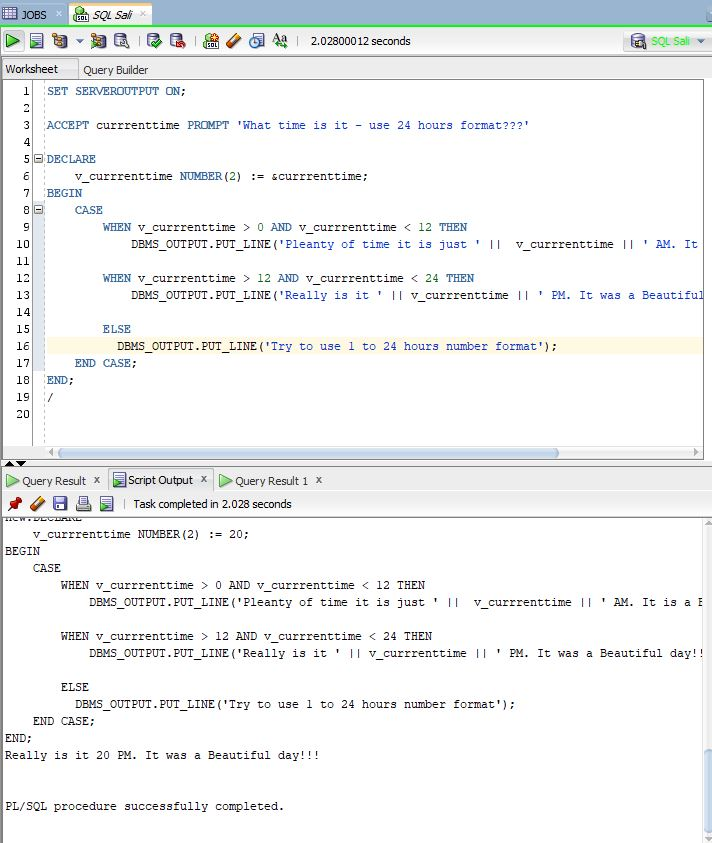 JOBS × SQL Sali ×
SQL 2.02800012 seconds SQL Sali
Worksheet Query Builder
1 SET SERVEROUTPUT ON;
2
3 ACCEPT currrenttime PROMPT 'What time is it - use 24 hours format???'
4
5 DECLARE
6 v_currrenttime NUMBER(2) := &currrenttime;
7 BEGIN
8 CASE
9 WHEN v_currrenttime > 0 AND v_currrenttime < 12 THEN
10 DBMS_OUTPUT.PUT_LINE('Pleanty of time it is just ' || v_currrenttime || ' AM. It
11
12 WHEN v_currrenttime > 12 AND v_currrenttime < 24 THEN
13 DBMS_OUTPUT.PUT_LINE('Really is it ' || v_currrenttime || ' PM. It was a Beautiful
14
15 ELSE
16 DBMS_OUTPUT.PUT_LINE('Try to use 1 to 24 hours number format');
17 END CASE;
18 END;
19 /
20
Query Result × Script Output × Query Result 1 ×
Task completed in 2.028 seconds
new:DECLARE
v_currrenttime NUMBER(2) := 20;
BEGIN
CASE
WHEN v_currrenttime > 0 AND v_currrenttime < 12 THEN
DBMS_OUTPUT.PUT_LINE('Pleanty of time it is just ' || v_currrenttime || ' AM. It is a
WHEN v_currrenttime > 12 AND v_currrenttime < 24 THEN
DBMS_OUTPUT.PUT_LINE('Really is it ' || v_currrenttime || ' PM. It was a Beautiful day!!
ELSE
DBMS_OUTPUT.PUT_LINE('Try to use 1 to 24 hours number format');
END CASE;
END;
Really is it 20 PM. It was a Beautiful day!!!
PL/SQL procedure successfully completed.